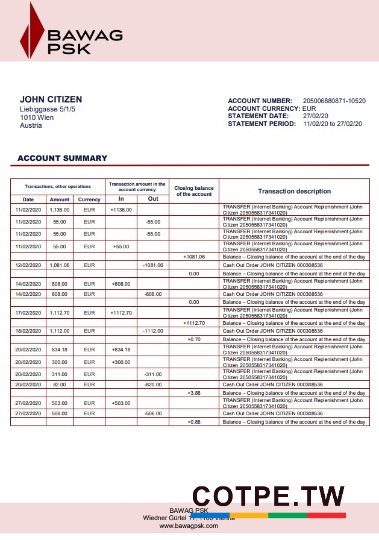 BAWAG
PSK
JOHN CITIZEN
Liebiggasse 5/1/5
1010 Wien
Austria
ACCOUNT NUMBER: 205006880871-10520
ACCOUNT CURRENCY: EUR
STATEMENT DATE: 27/02/20
STATEMENT PERIOD: 11/02/20 to 27/02/20
ACCOUNT SUMMARY
Transactions, other operations
Transaction amount in the account currency
Closing balance of the account
Transaction description
Date Amount Currency In Out
11/02/2020 1,136.00 EUR +1136.00 TRANSFER (Internet Banking) Account Replenishment (John
Citizen 2050558317341020)
11/02/2020 55.00 EUR -55.00 TRANSFER (Internet Banking) Account Replenishment (John
Citizen 2050558317341020)
11/02/2020 55.00 EUR -55.00 TRANSFER (Internet Banking) Account Replenishment (John
Citizen 2050558317341020)
11/02/2020 55.00 EUR +55.00 TRANSFER (Internet Banking) Account Replenishment (John
Citizen 2050558317341020)
+1081.06 Balance – Closing balance of the account at the end of the day
12/02/2020 1,081.06 EUR -1081.06 Cash Out Order JOHN CITIZEN 000308536
0.00 Balance – Closing balance of the account at the end of the day
14/02/2020 608.00 EUR +608.00 TRANSFER (Internet Banking) Account Replenishment (John
Citizen 2050558317341020)
14/02/2020 608.00 EUR -608.00 Cash Out Order JOHN CITIZEN 000308536
0.00 Balance – Closing balance of the account at the end of the day
17/02/2020 1,112.70 EUR +1112.70 TRANSFER (Internet Banking) Account Replenishment (John
Citizen 2050558317341020)
+1112.70 Balance – Closing balance of the account at the end of the day
18/02/2020 1,112.00 EUR -1112.00 Cash Out Order JOHN CITIZEN 000308536
+0.70 Balance – Closing balance of the account at the end of the day
20/02/2020 834.18 EUR +834.18 TRANSFER (Internet Banking) Account Replenishment (John
Citizen 2050558317341020)
20/02/2020 300.00 EUR +300.00 TRANSFER (Internet Banking) Account Replenishment (John
Citizen 2050558317341020)
20/02/2020 311.00 EUR -311.00 TRANSFER (Internet Banking) Account Replenishment (John
Citizen 2050558317341020)
20/02/2020 82.00 EUR -820.00 Cash Out Order JOHN CITIZEN 000308536
+3.88 Balance – Closing balance of the account at the end of the day
27/02/2020 503.00 EUR +503.00 TRANSFER (Internet Banking) Account Replenishment (John
Citizen 2050558317341020)
27/02/2020 506.00 EUR -506.00 Cash Out Order JOHN CITIZEN 000308536
+0.88 Balance – Closing balance of the account at the end of the day
COTPE.TW
BAWAG PSK
Wiedner Gürtel
www.bawagpsk.com